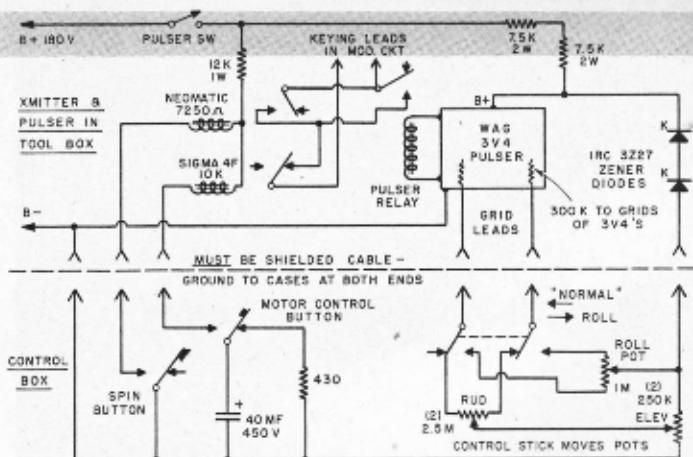 B+ 180 V
PULSER SW
KEYING LEADS
IN MOD. CKT
7.5 K
2W
7.5K
2 W
12K
1W
XMITTER &
PULSER IN
TOOL BOX
NEOMATIC
7250Ω
SIGMA 4F
10K
B+
WAG
3V4
PULSER
PULSER
RELAY
K
K
IRC 3Z27
ZENER
DIODES
300K TO GRIDS
OF 3V4'S
GRID
LEADS
B-
MUST BE SHIELDED CABLE –
GROUND TO CASES AT BOTH ENDS
MOTOR CONTROL
BUTTON
"NORMAL"
ROLL
CONTROL
BOX
SPIN
BUTTON
+
40 MF
450 V
430
RUD
(2)
2.5 M
ROLL
POT
1M
(2)
250K
ELEV
CONTROL STICK MOVES POTS